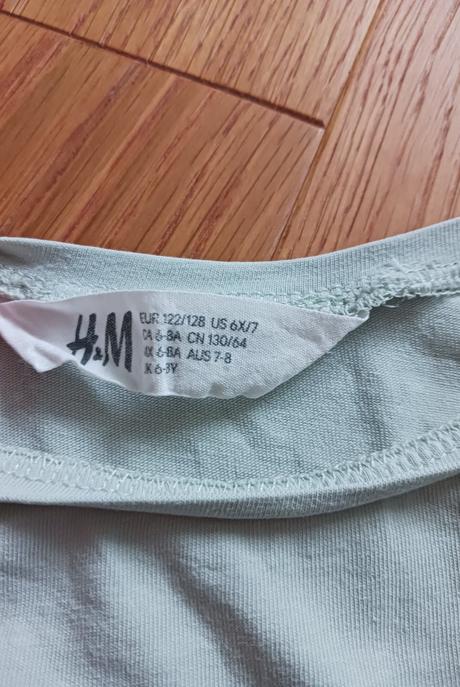 H&M
EUR 122/128 US 6X/7
CA 6-8A CN 130/64
MX 6-8A AUS 7-8
UK 6-8Y